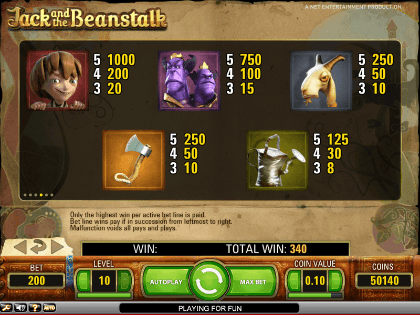 Jack and the Beanstalk
A NET ENTERTAINMENT PRODUCTION
5 1000
4 200
3 20
5 750
4 100
3 15
5 250
4 50
3 10
5 250
4 50
3 10
5 125
4 30
3 8
Only the highest win per active bet line is paid.
Bet line wins pay if in succession from leftmost to right.
Malfunction voids all pays and plays.
WIN: TOTAL WIN: 340
BET LEVEL COIN VALUE COINS
200 10 AUTOPLAY MAX BET 0.10 50140
PLAYING FOR FUN